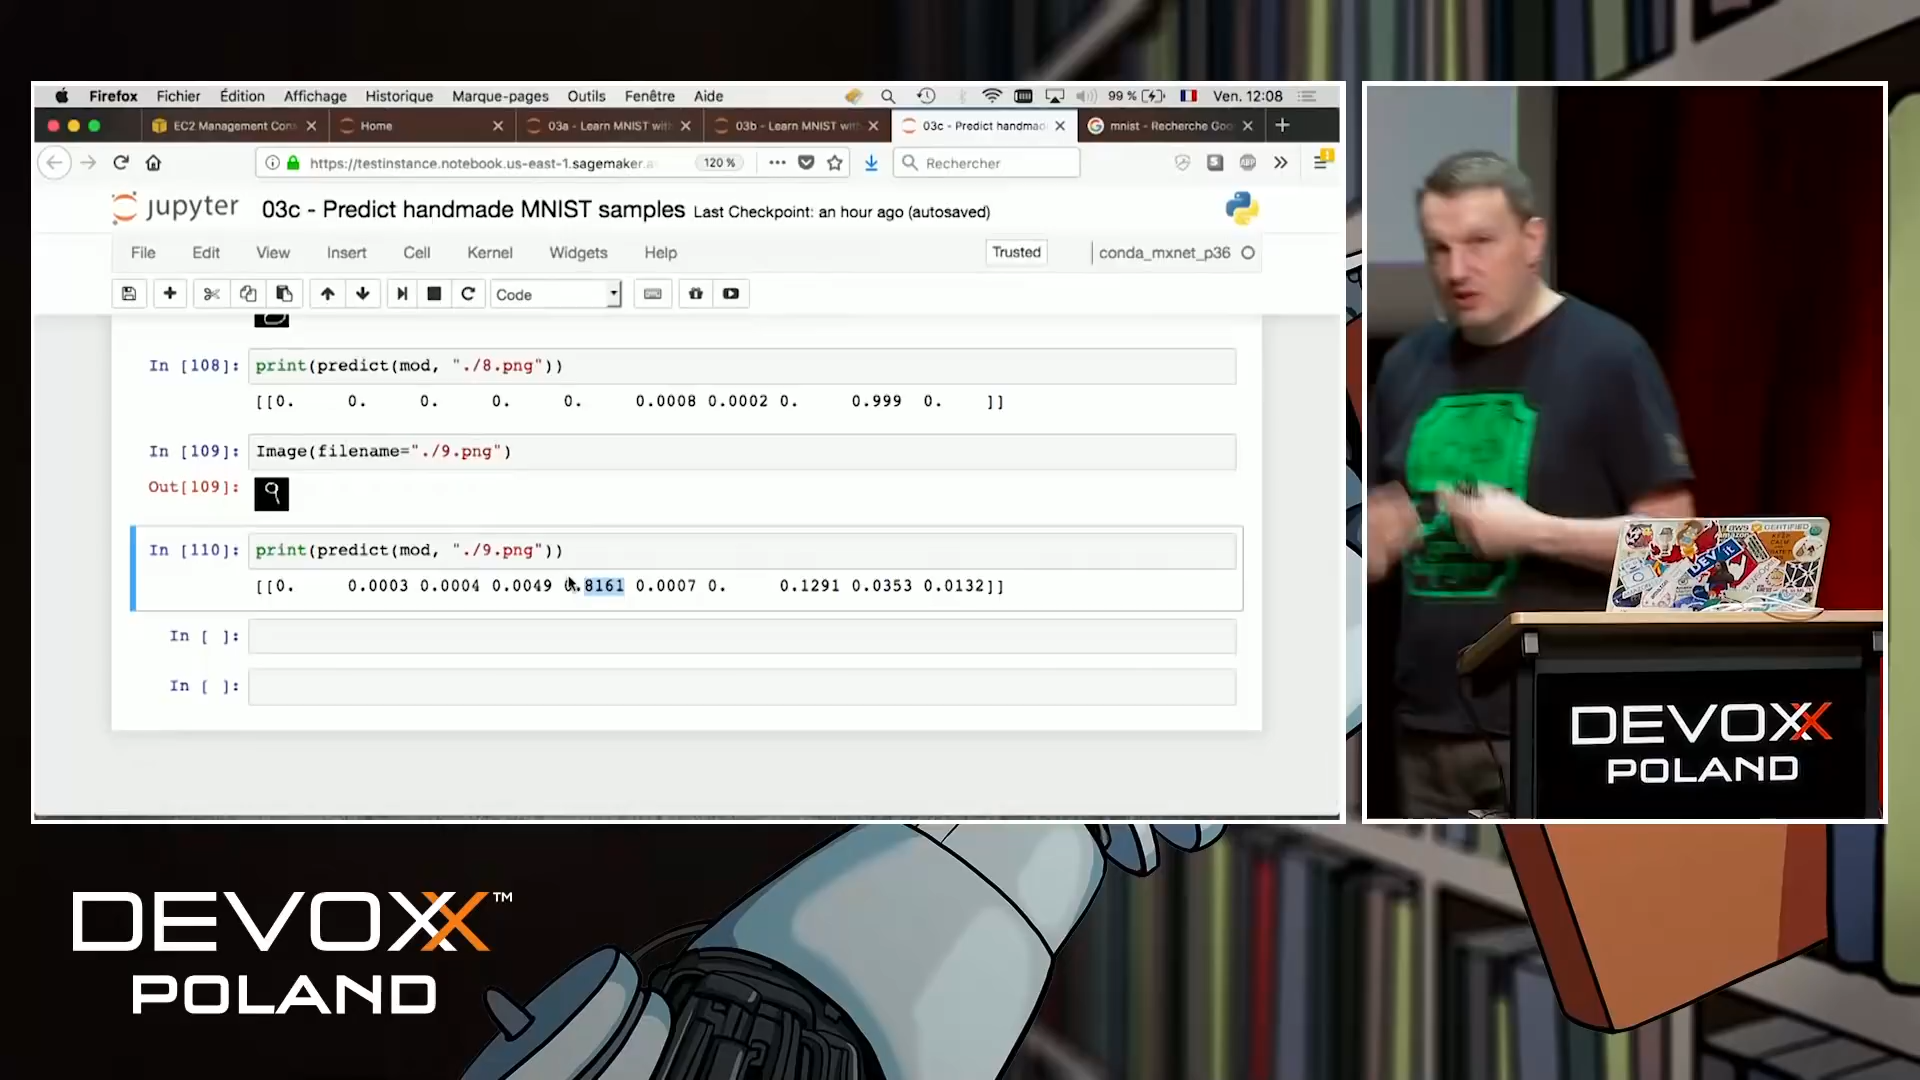 Firefox Fichier Édition Affichage Historique Marque-pages Outils Fenêtre Aide 99 % Ven. 12:08
EC2 Management Con Home 03a - Learn MNIST with 03b - Learn MNIST with 03c - Predict handmad mnist - Recherche Goo
https://testinstance.notebook.us-east-1.sagemaker.a 120 % Rechercher
jupyter 03c - Predict handmade MNIST samples Last Checkpoint: an hour ago (autosaved)
File Edit View Insert Cell Kernel Widgets Help Trusted conda_mxnet_p36
Code
In [108]: print(predict(mod, "./8.png"))
[[0. 0. 0. 0. 0. 0.0008 0.0002 0. 0.999 0. ]]
In [109]: Image(filename="./9.png")
Out[109]:
In [110]: print(predict(mod, "./9.png"))
[[0. 0.0003 0.0004 0.0049 0.8161 0.0007 0. 0.1291 0.0353 0.0132]]
In [ ]:
In [ ]:
aws CERTIFIED
DEV it
DEVOXX
POLAND
DEVOXX™
POLAND